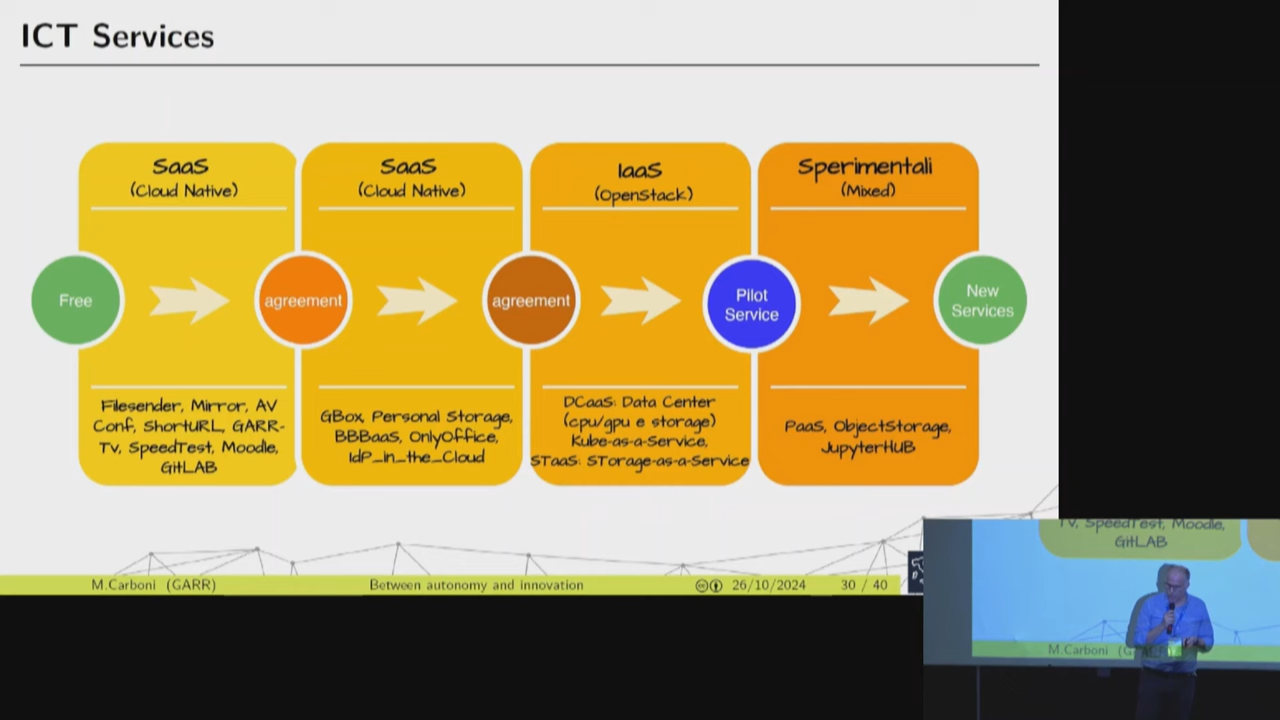 ICT Services
SaaS
(Cloud Native)
SaaS
(Cloud Native)
IaaS
(OpenStack)
Sperimentali
(Mixed)
Free
agreement
agreement
Pilot
Service
New
Services
Filesender, Mirror, AV
Conf, ShortURL, GARR-
Tv, SpeedTest, Moodle,
GitLAB
GBox, Personal Storage,
BBBaaS, OnlyOffice,
IdP_in_the_Cloud
DCaaS: Data Center
(cpu/gpu e storage)
Kube-as-a-Service,
STaaS: STorage-as-a-Service
PaaS, ObjectStorage,
JupyterHUB
M.Carboni (GARR) Between autonomy and innovation 26/10/2024 30 / 40
TV, SpeedTest, Moodle,
GitLAB
M.Carboni